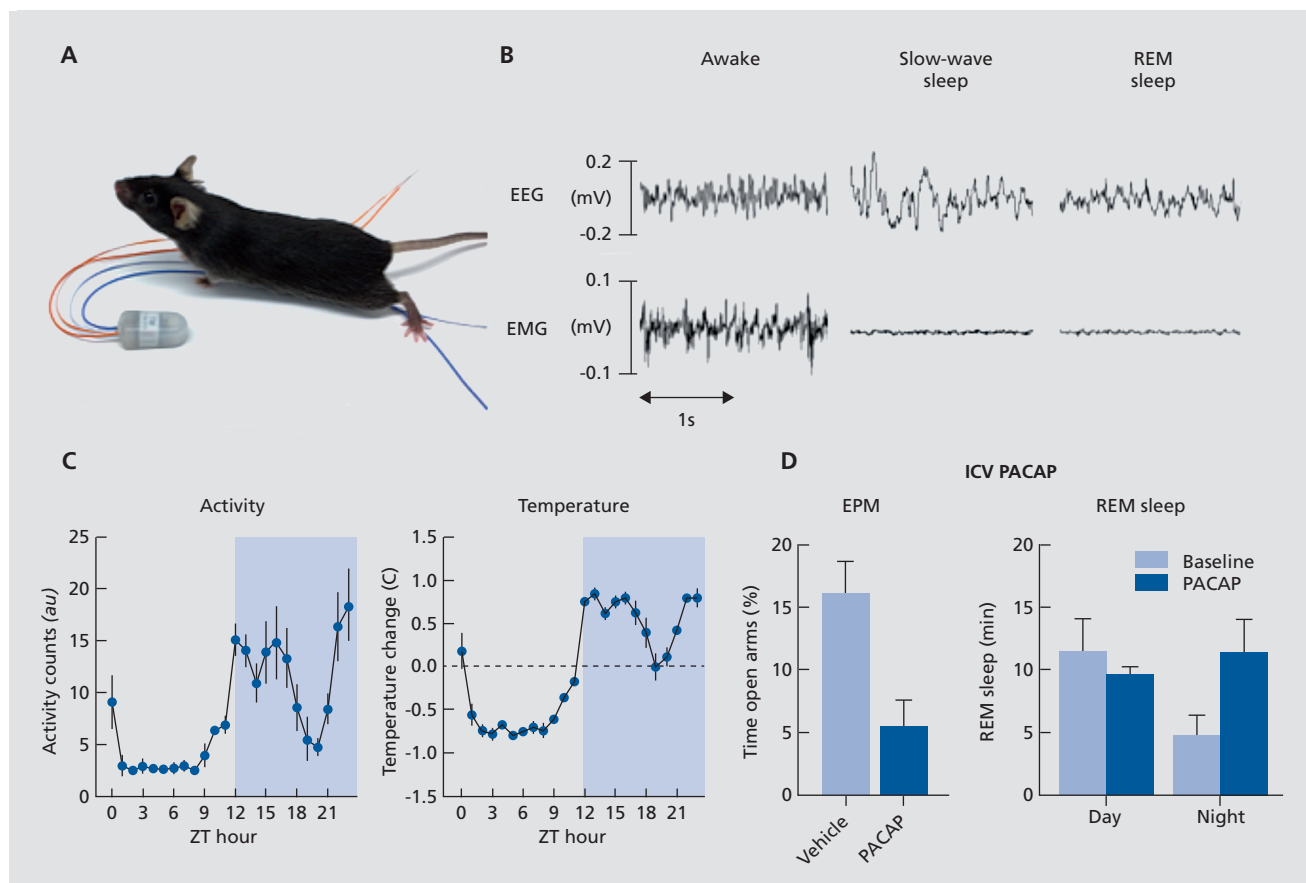 A
B
Awake
Slow-wave
sleep
REM
sleep
EEG
(mV)
0.2
-0.2
EMG
(mV)
0.1
-0.1
1s
C
Activity
Activity counts (au)
25
20
15
10
5
0
0 3 6 9 12 15 18 21
ZT hour
Temperature
Temperature change (C)
1.5
1.0
0.5
0.0
-0.5
-1.0
-1.5
0 3 6 9 12 15 18 21
ZT hour
D
ICV PACAP
EPM
Time open arms (%)
20
15
10
5
0
Vehicle
PACAP
REM sleep
REM sleep (min)
20
15
10
5
0
Baseline
PACAP
Day
Night